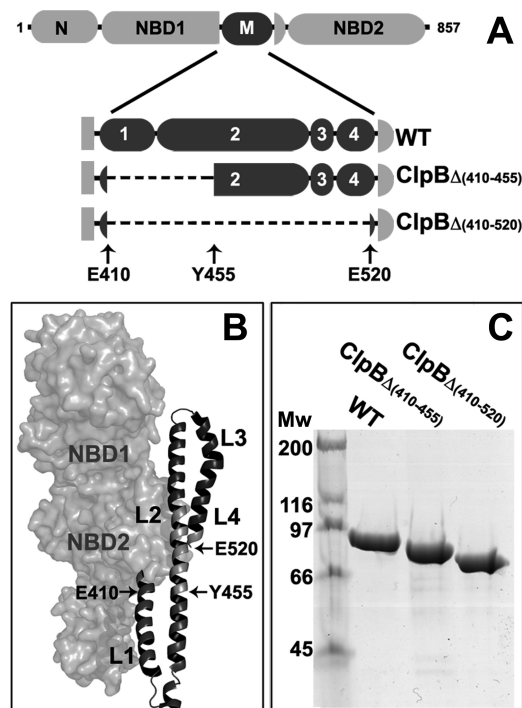 1 N NBD1 M NBD2 857 A
1 2 3 4 WT
2 3 4 ClpBΔ(410-455)
ClpBΔ(410-520)
E410 Y455 E520
B
NBD1
L3
L2 L4
NBD2
E520
E410 Y455
L1
C
ClpBΔ(410-455) ClpBΔ(410-520)
Mw WT
200
116
97
66
45